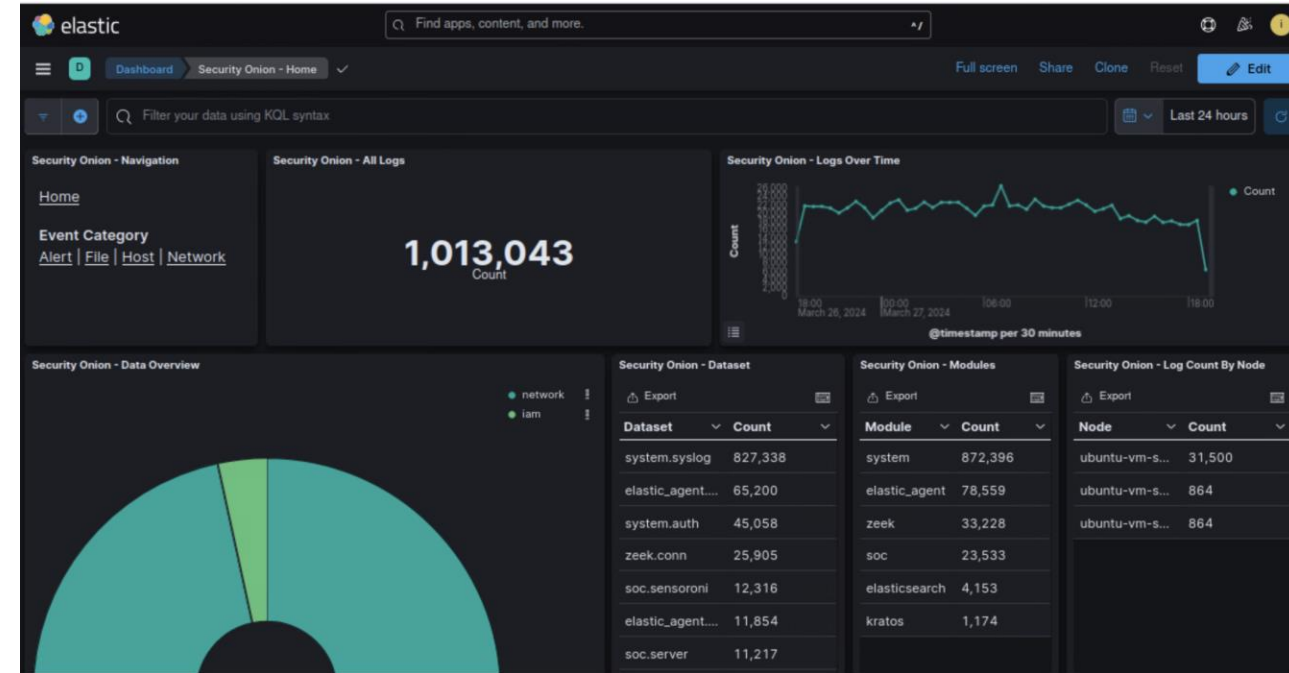 elastic
Find apps, content, and more.
^/
i
D
Dashboard
Security Onion - Home
Full screen
Share
Clone
Reset
Edit
Filter your data using KQL syntax
Last 24 hours
Security Onion - Navigation
Home
Event Category
Alert | File | Host | Network
Security Onion - All Logs
1,013,043
Count
Security Onion - Logs Over Time
Count
26,000
2,000
0
18:00
00:00
06:00
12:00
18:00
March 26, 2024
March 27, 2024
@timestamp per 30 minutes
Count
Security Onion - Data Overview
network
iam
Security Onion - Dataset
Export
Dataset Count
system.syslog 827,338
elastic_agent.... 65,200
system.auth 45,058
zeek.conn 25,905
soc.sensoroni 12,316
elastic_agent.... 11,854
soc.server 11,217
Security Onion - Modules
Export
Module Count
system 872,396
elastic_agent 78,559
zeek 33,228
soc 23,533
elasticsearch 4,153
kratos 1,174
Security Onion - Log Count By Node
Export
Node Count
ubuntu-vm-s... 31,500
ubuntu-vm-s... 864
ubuntu-vm-s... 864